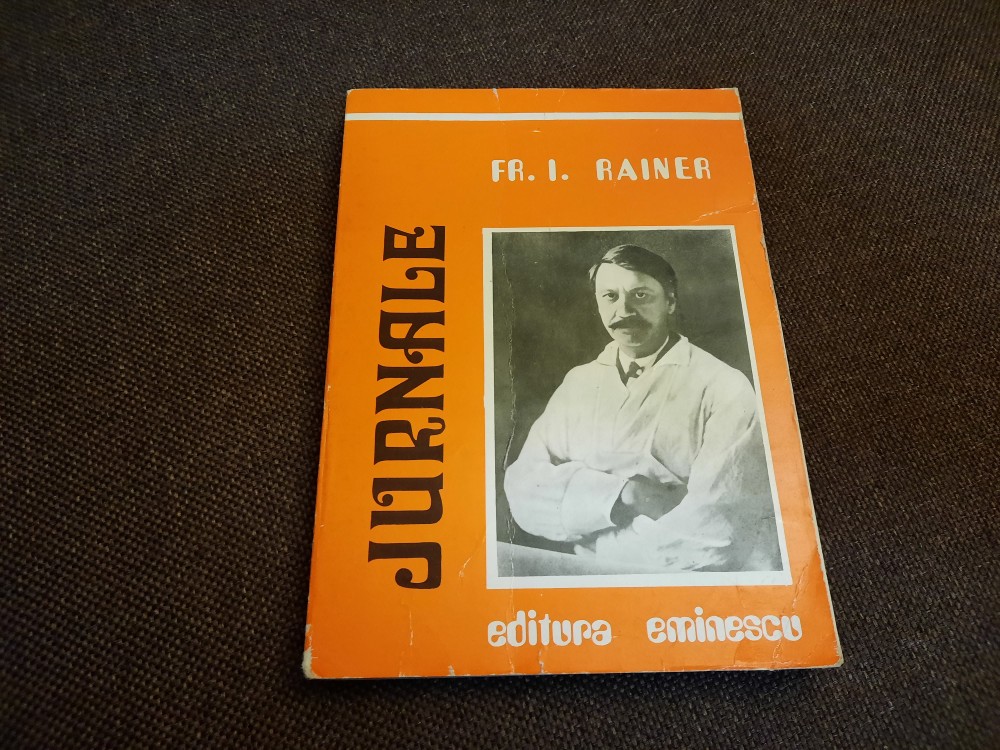 FR. I. RAINER
JURNALE
editura eminescu